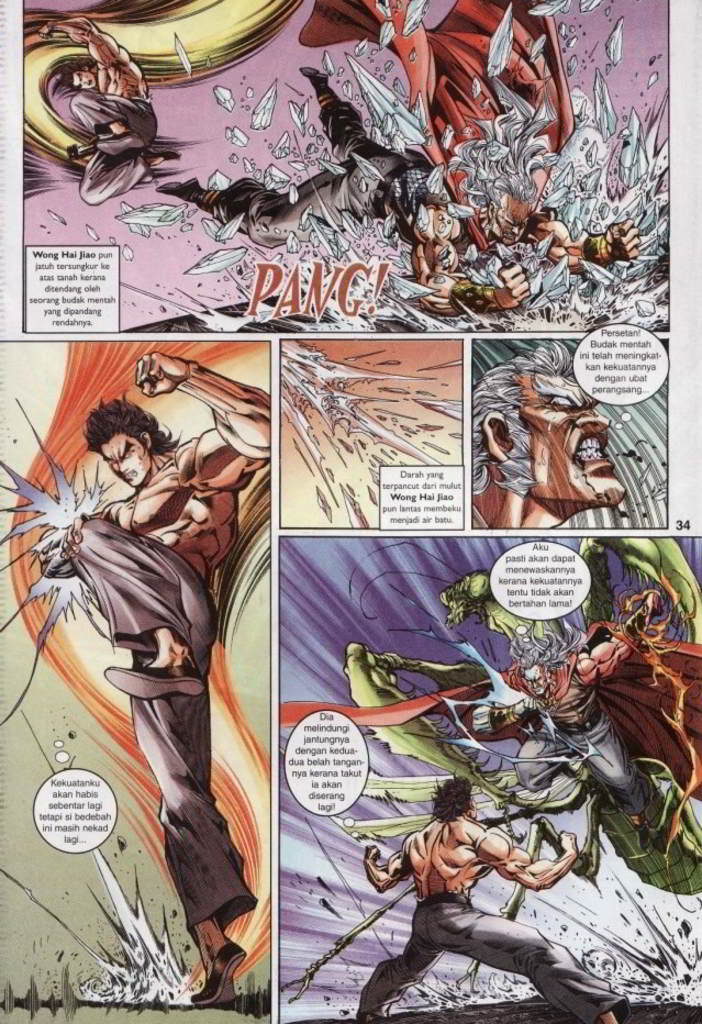 Wong Hai Jiao pun
jatuh tersungkur ke
atas tanah kerana
ditendang oleh
seorang budak mentah
yang dipandang
rendahnya.
PANG!
Kekuatanku
akan habis
sebentar lagi
tetapi si bedebah
ini masih nekad
lagi...
Darah yang
terpancut dari mulut
Wong Hai Jiao
pun lantas membeku
menjadi air batu.
Persetan!
Budak mentah
ini telah meningkat-
kan kekuatannya
dengan ubat
perangsang...
34
Aku
pasti akan dapat
menewaskannya
kerana kekuatannya
tentu tidak akan
bertahan lama!
Dia
melindungi
jantungnya
dengan kedua-
dua belah tangan-
nya kerana takut
ia akan
diserang
lagi!